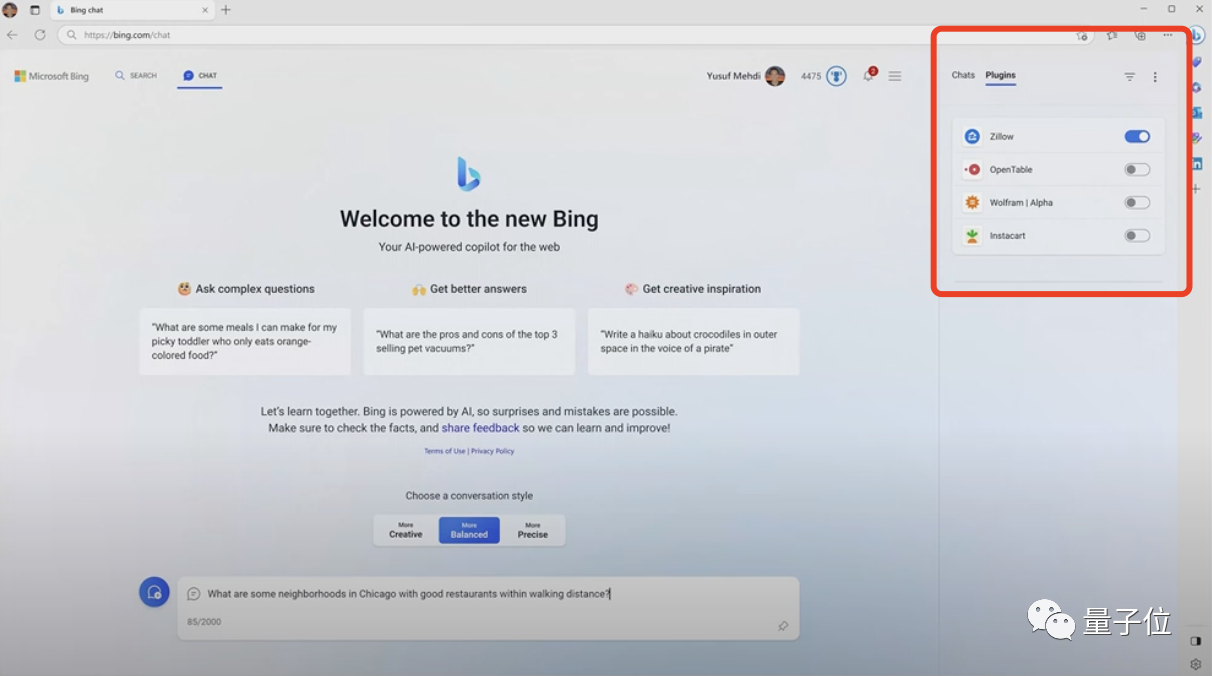 Bing chat
https://bing.com/chat
Microsoft Bing
SEARCH
CHAT
Yusuf Mehdi
4475
2
Chats
Plugins
Zillow
OpenTable
Wolfram | Alpha
Instacart
Welcome to the new Bing
Your AI-powered copilot for the web
Ask complex questions
"What are some meals I can make for my
picky toddler who only eats orange-
colored food?"
Get better answers
"What are the pros and cons of the top 3
selling pet vacuums?"
Get creative inspiration
"Write a haiku about crocodiles in outer
space in the voice of a pirate"
Let's learn together. Bing is powered by AI, so surprises and mistakes are possible.
Make sure to check the facts, and share feedback so we can learn and improve!
Terms of Use | Privacy Policy
Choose a conversation style
More
Creative
More
Balanced
More
Precise
What are some neighborhoods in Chicago with good restaurants within walking distance?
85/2000
量子位